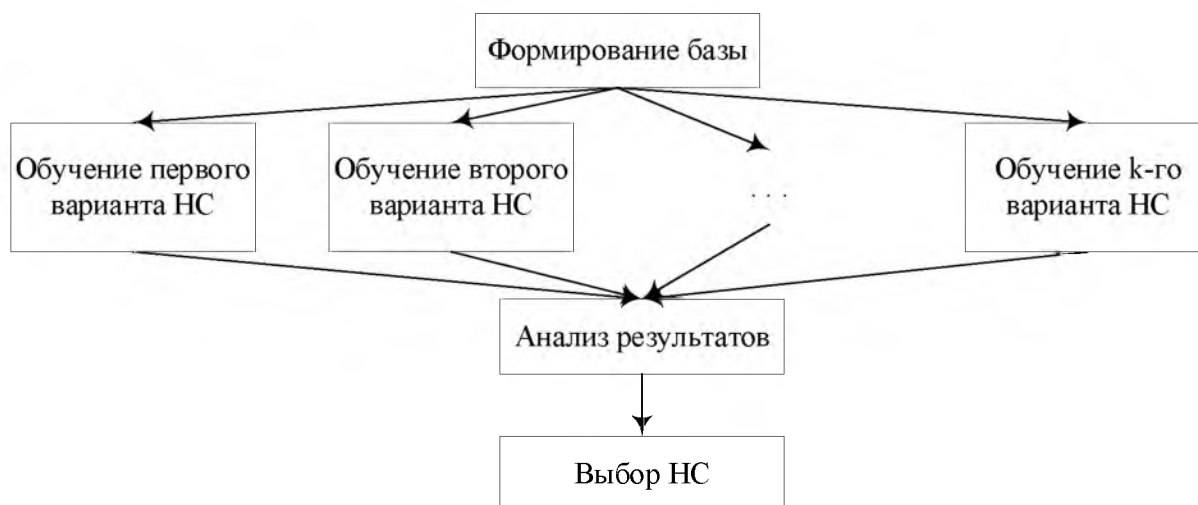 Формирование базы
Обучение первого
варианта НС
Обучение второго
варианта НС
. . .
Обучение k-го
варианта НС
Анализ результатов
Выбор НС